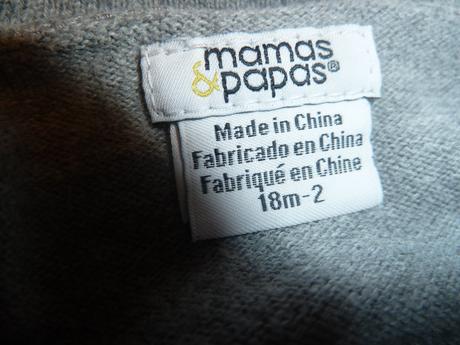 mamas
&papas®
Made in China
Fabricado en China
Fabriqué en Chine
18m-2